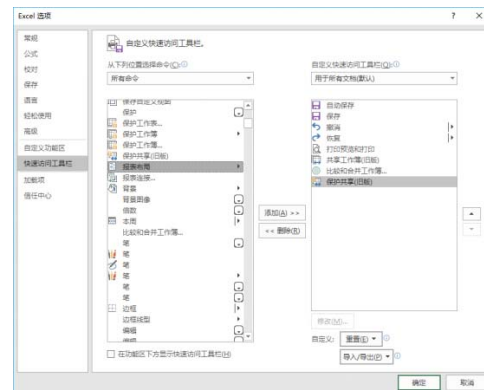 Excel 选项
? ×
常规
公式
校对
保存
语言
轻松使用
高级
自定义功能区
快速访问工具栏
加载项
信任中心
自定义快速访问工具栏。
从下列位置选择命令(C):
所有命令
保存自定义视图
保护
保护工作表...
保护工作簿
保护工作簿...
保护共享(旧版)
报表布局
报表连接...
背景
背景图像
倍数
本周
比较和合并工作簿...
笔
笔
笔
笔
笔
笔
边框
边框线型
编辑
编辑
添加(A) >>
<< 删除(R)
自定义快速访问工具栏(Q):
用于所有文档(默认)
自动保存
保存
撤消
恢复
打印预览和打印
共享工作簿(旧版)
比较和合并工作簿...
保护共享(旧版)
修改(M)...
自定义: 重置(E)
导入/导出(P)
在功能区下方显示快速访问工具栏(H)
确定
取消